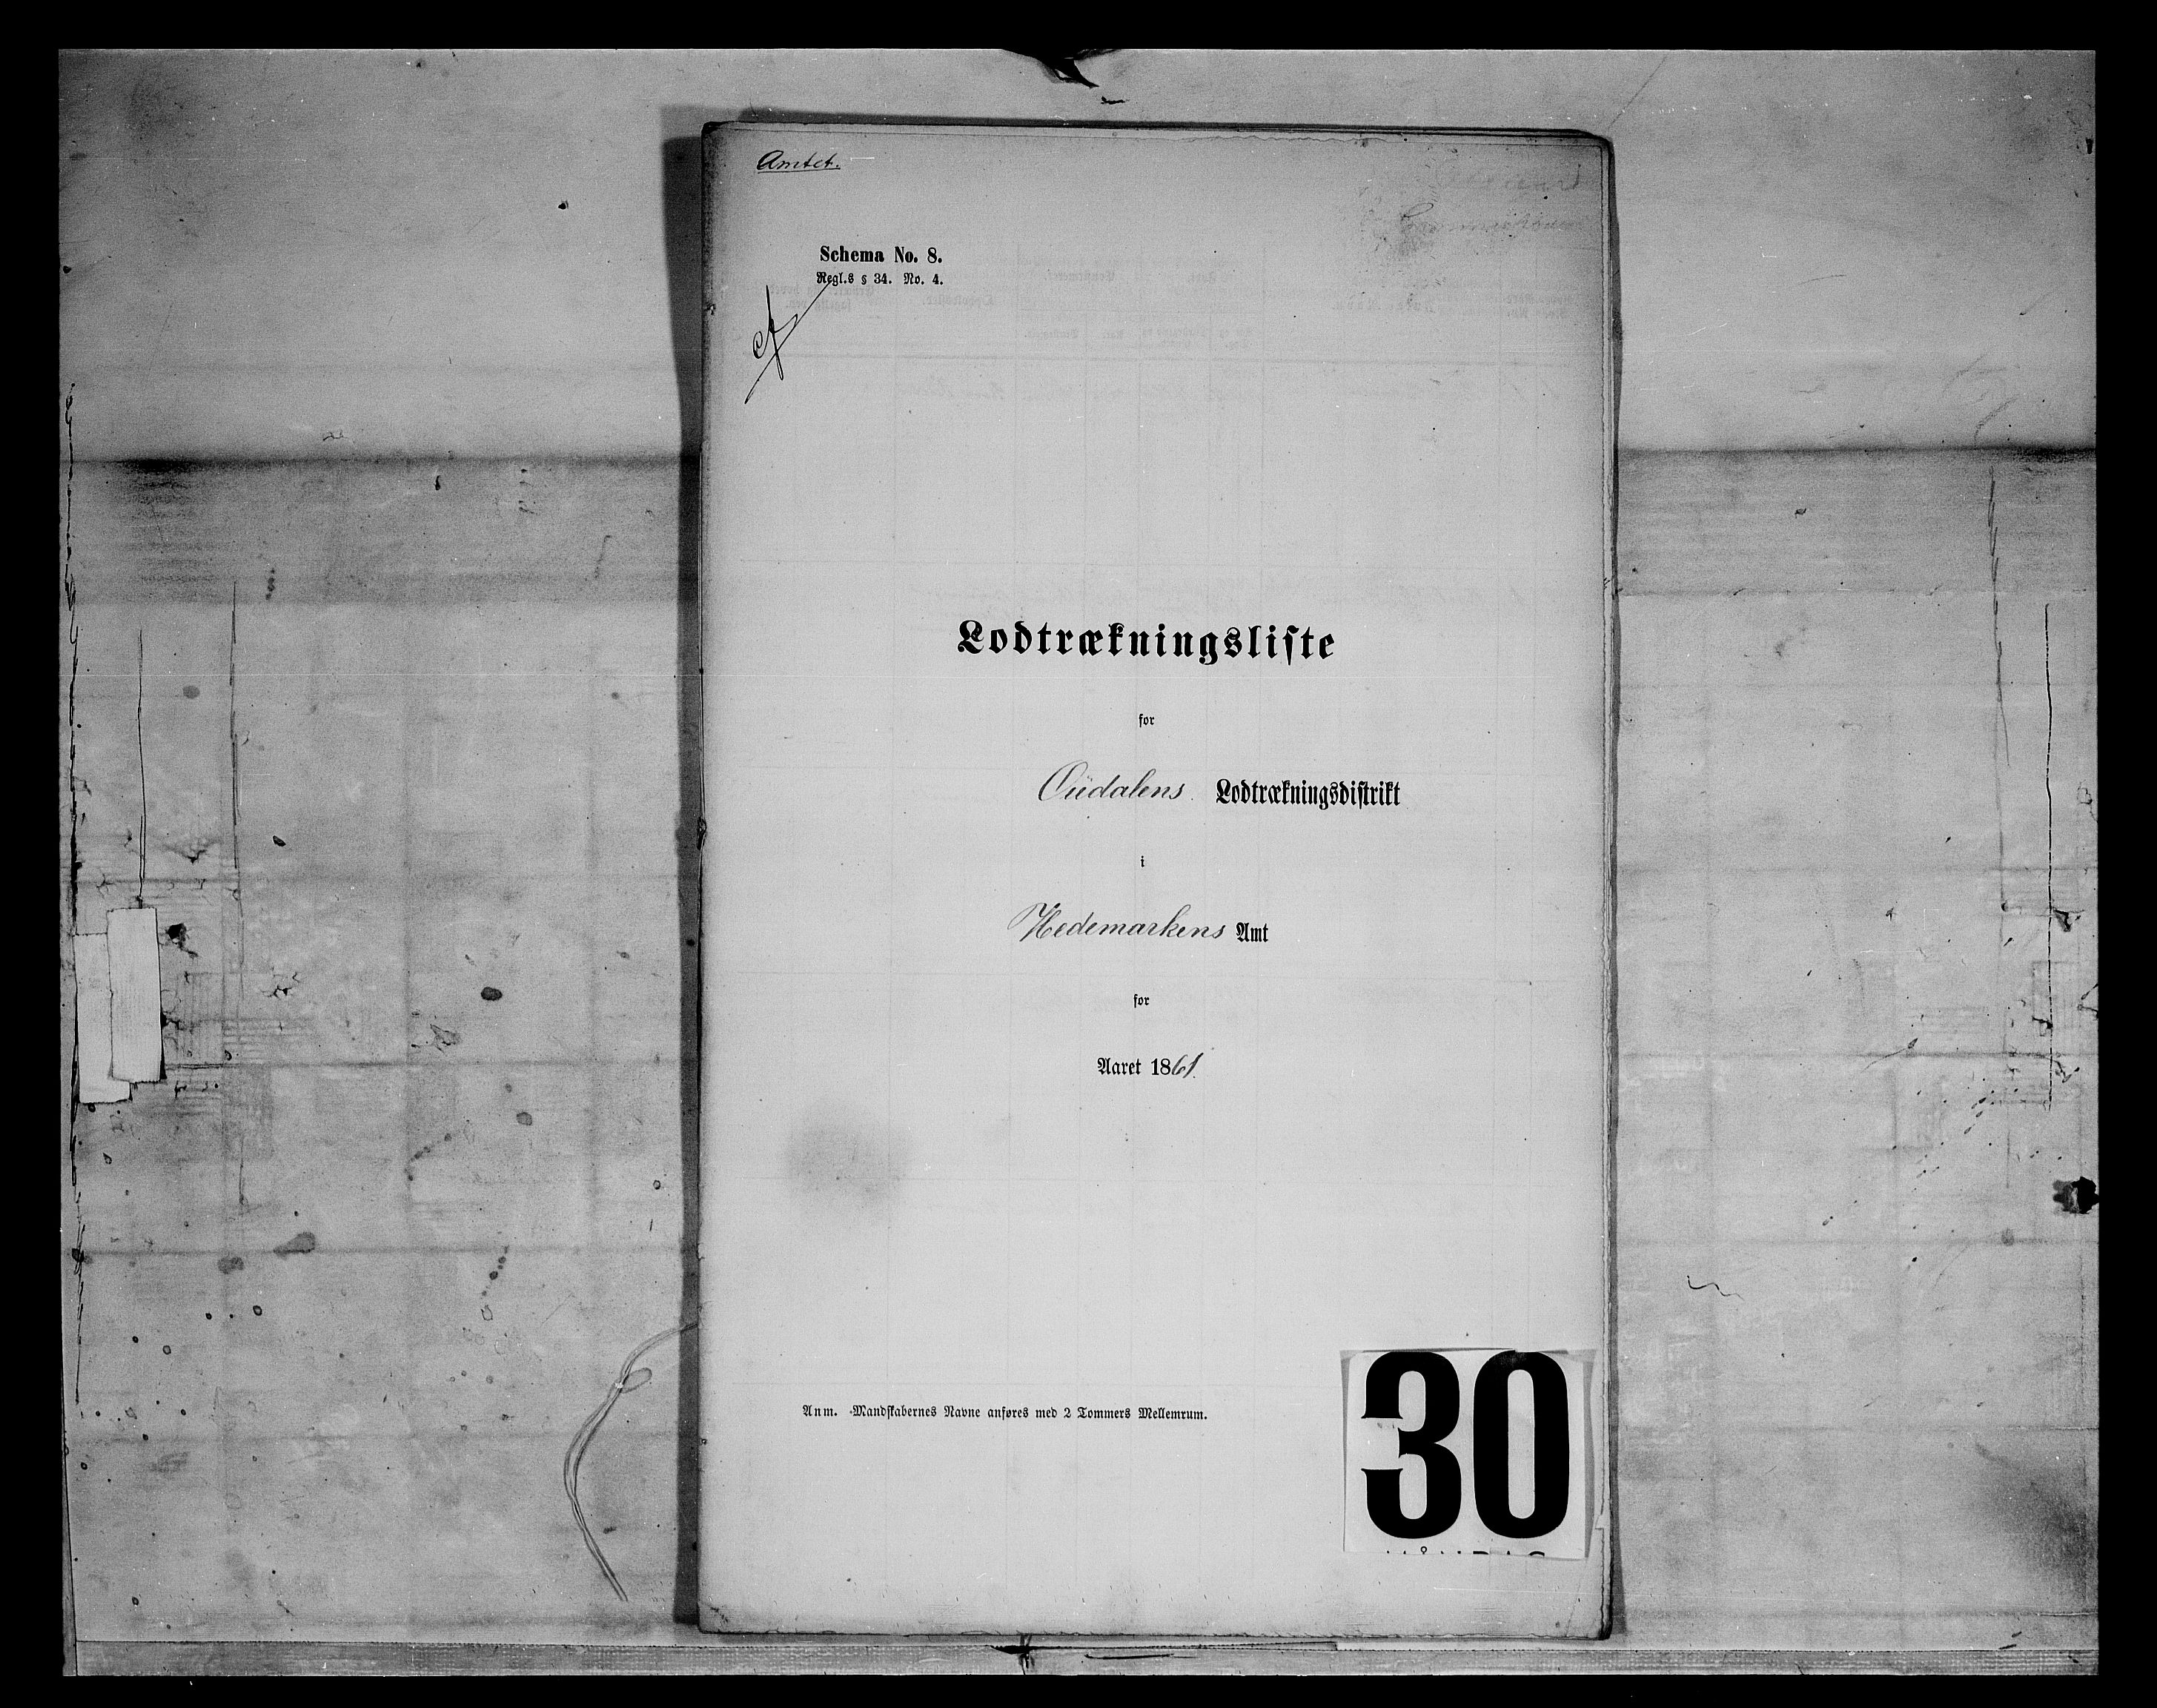 Amtet.
Schema No. 8.
Regl.s § 34. No. 4.
Lodtrækningsliste
for
Oüdalens Lodtrækningsdistrikt
i
Hedemarkens Amt
for
Aaret 1861.
Anm. Mandskabernes Navne anføres med 2 Tommers Mellemrum.
30